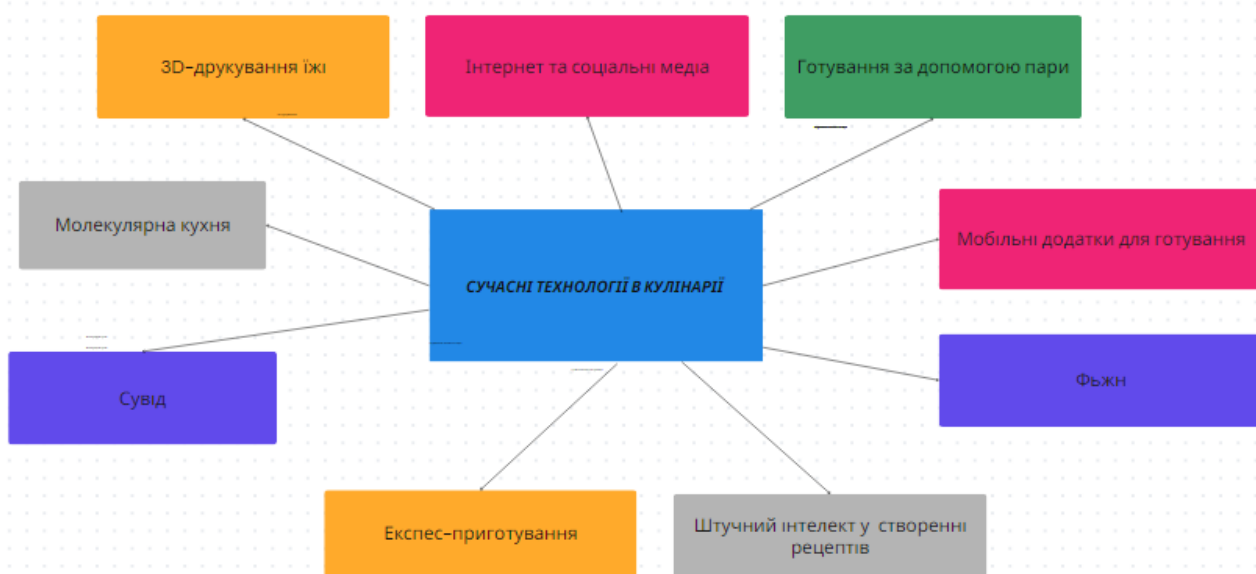 3D-друкування їжі
Інтернет та соціальні медіа
Готування за допомогою пари
Молекулярна кухня
Мобільні додатки для готування
СУЧАСНІ ТЕХНОЛОГІЇ В КУЛІНАРІЇ
Сувід
Фьжн
Експес-приготування
Штучний інтелект у створенні
рецептів